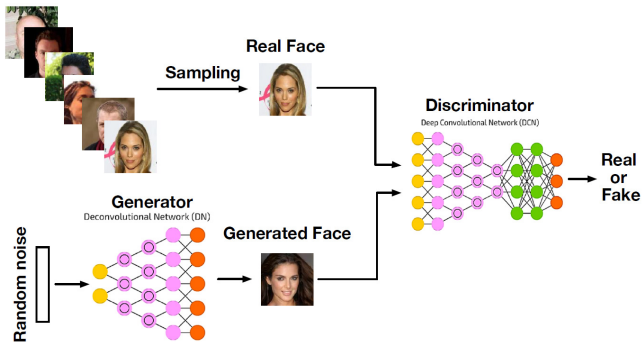 Real Face
Sampling
Discriminator
Deep Convolutional Network (DCN)
Real
or
Fake
Generator
Deconvolutional Network (DN)
Generated Face
Random noise